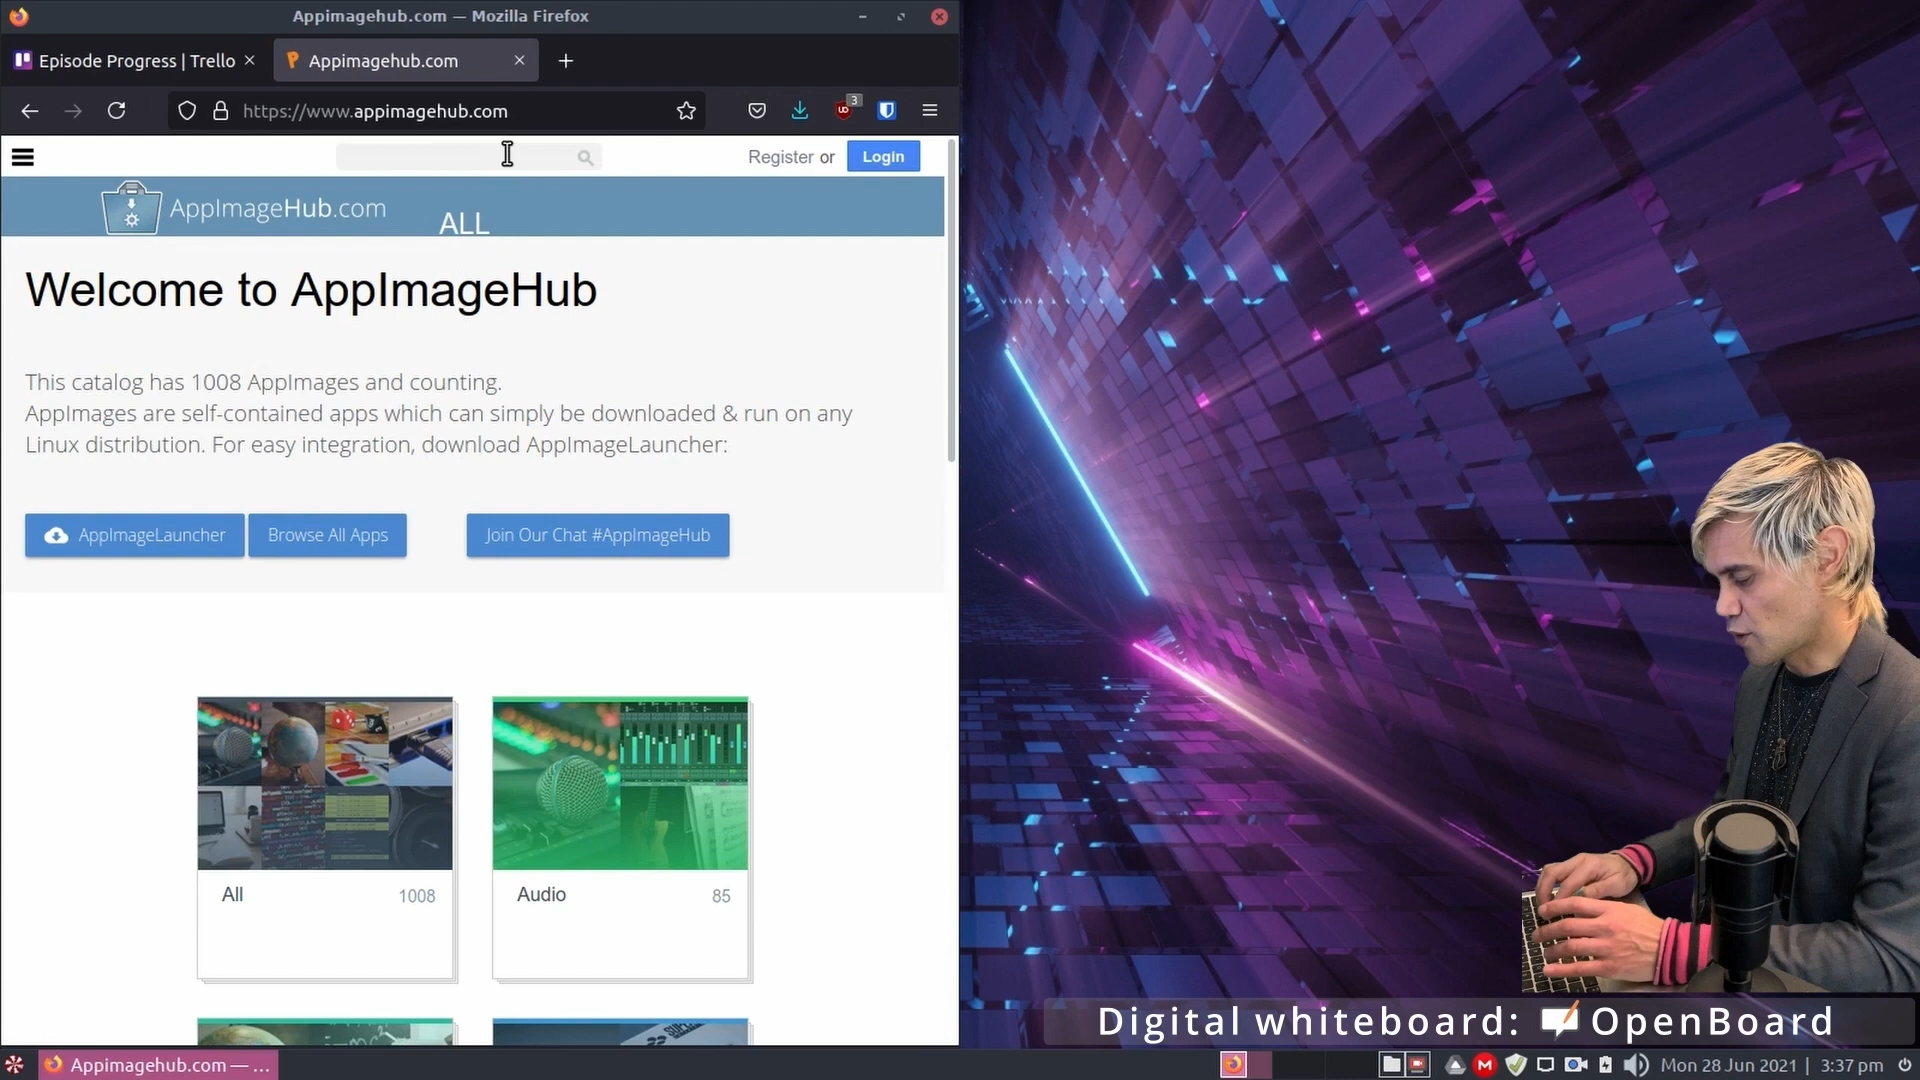 Appimagehub.com — Mozilla Firefox
Episode Progress | Trello
Appimagehub.com
https://www.appimagehub.com
3
Register or
Login
AppImageHub.com
ALL
Welcome to AppImageHub
This catalog has 1008 AppImages and counting.
AppImages are self-contained apps which can simply be downloaded & run on any
Linux distribution. For easy integration, download AppImageLauncher:
AppImageLauncher
Browse All Apps
Join Our Chat #AppImageHub
All 1008
Audio 85
Digital whiteboard: OpenBoard
Appimagehub.com — ...
Mon 28 Jun 2021 | 3:37 pm